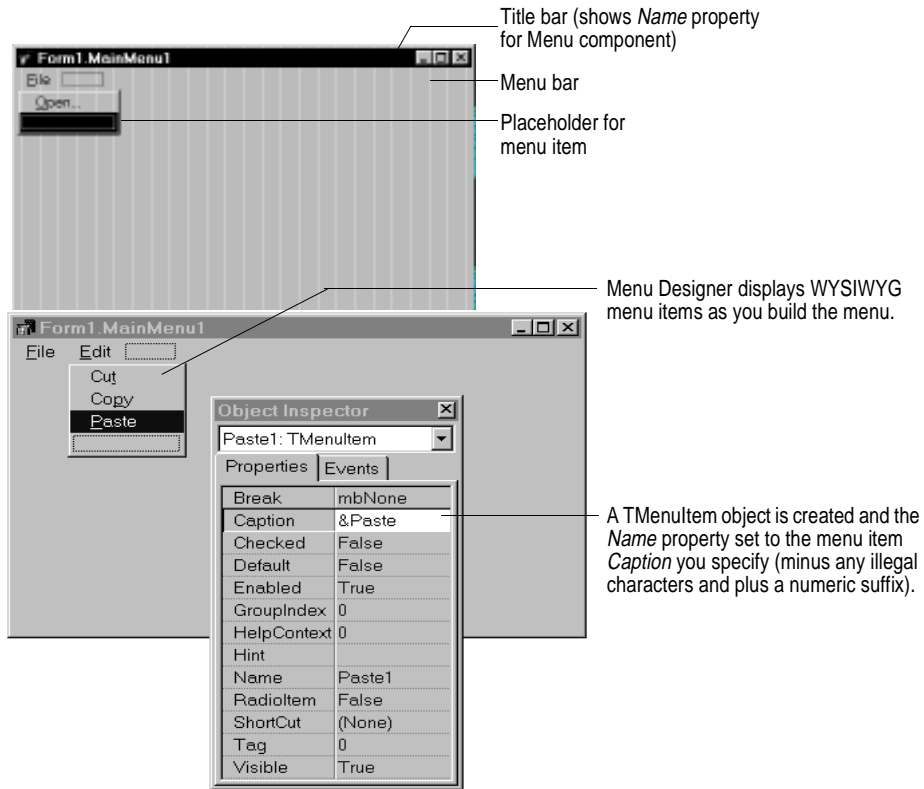 Title bar (shows Name property
for Menu component)
Form1.MainMenu1
File
Menu bar
Open...
Placeholder for
menu item
Menu Designer displays WYSIWYG
menu items as you build the menu.
Form1.MainMenu1
File Edit
Cut
Copy
Paste
Object Inspector
Paste1: TMenuItem
Properties Events
Break mbNone
Caption &Paste
Checked False
Default False
Enabled True
GroupIndex 0
HelpContext 0
Hint
Name Paste1
RadioItem False
ShortCut (None)
Tag 0
Visible True
A TMenuItem object is created and the
Name property set to the menu item
Caption you specify (minus any illegal
characters and plus a numeric suffix).